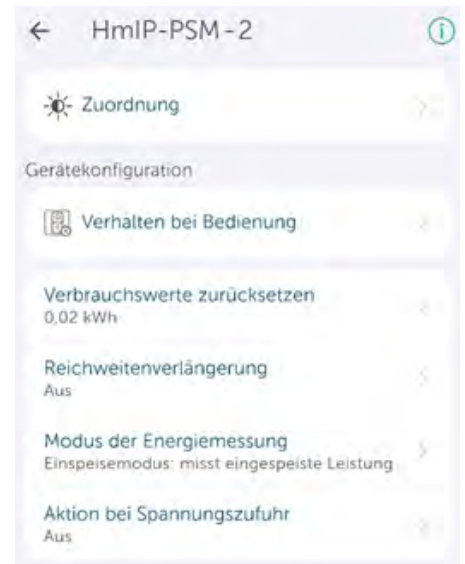 HmIP-PSM-2
Zuordnung
Gerätekonfiguration
Verhalten bei Bedienung
Verbrauchswerte zurücksetzen
0,02 kWh
Reichweitenverlängerung
Aus
Modus der Energiemessung
Einspeisemodus: misst eingespeiste Leistung
Aktion bei Spannungszufuhr
Aus